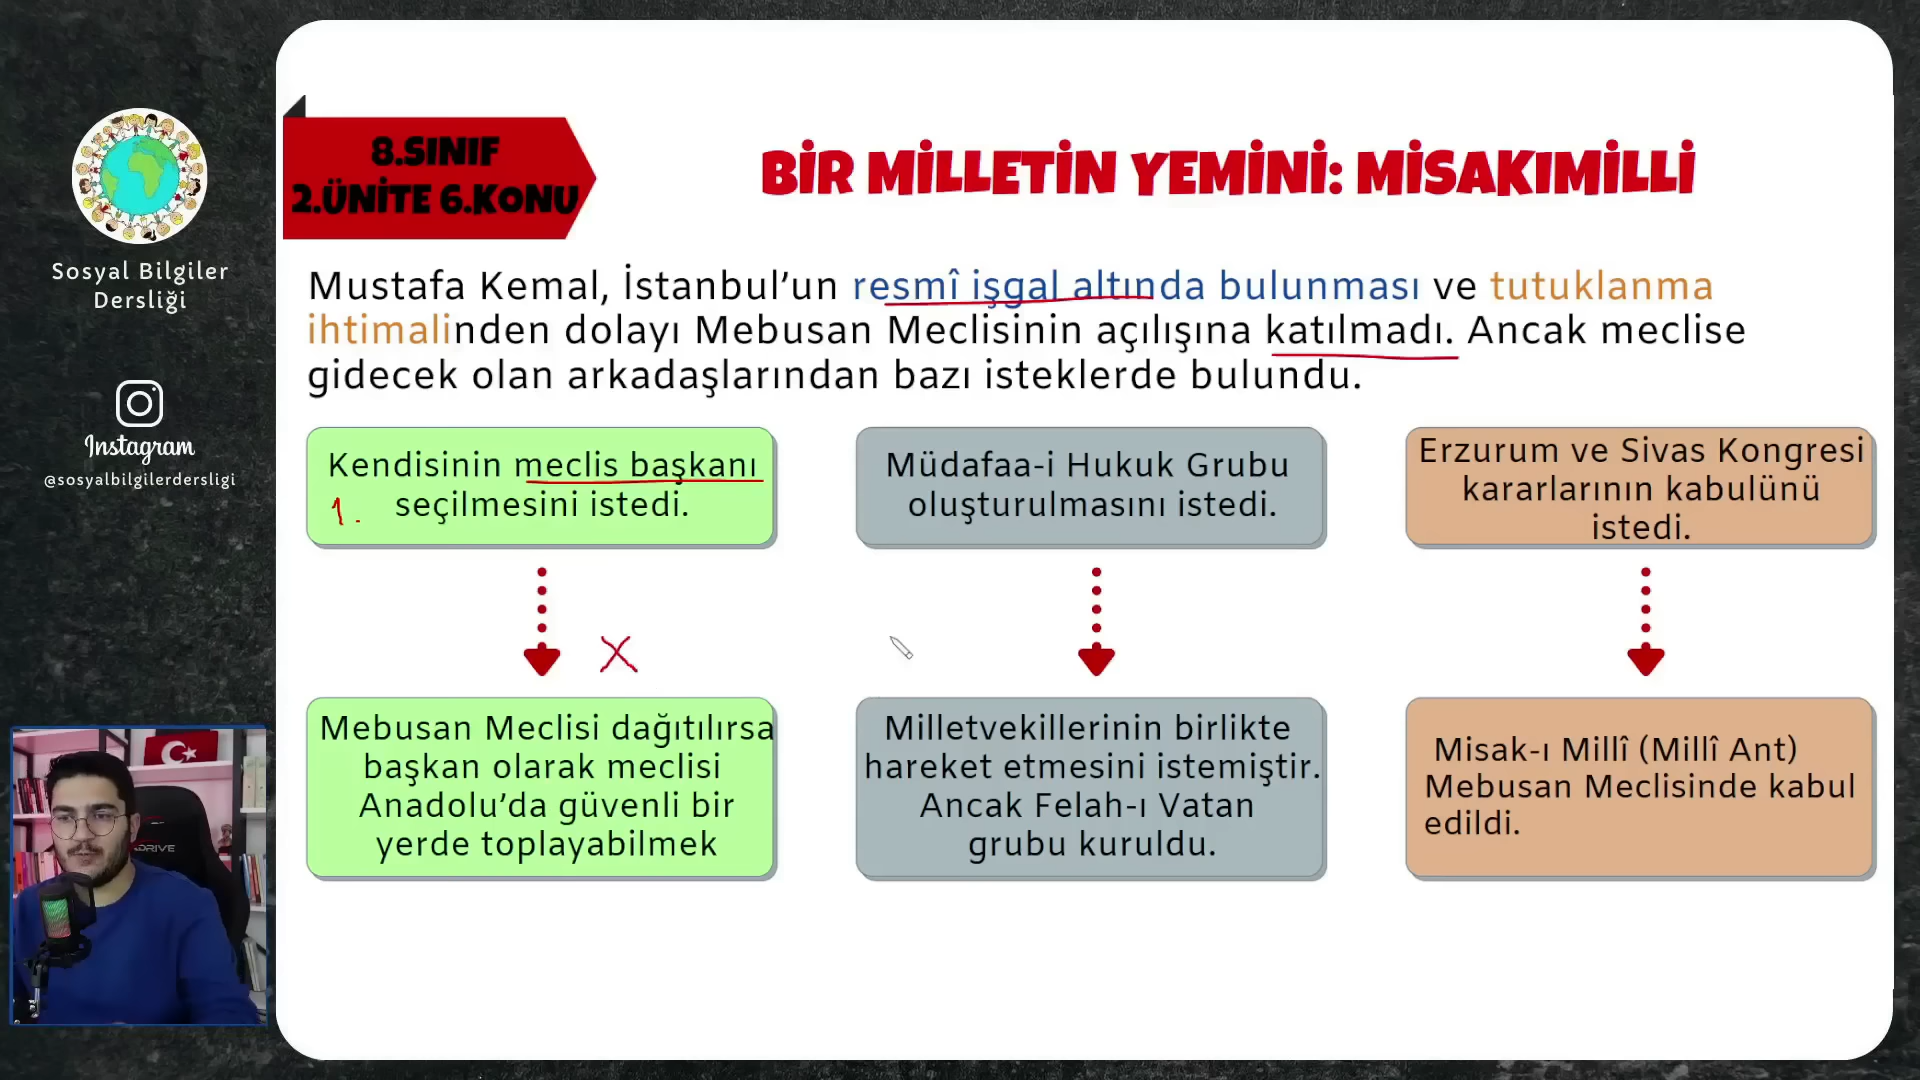 8.SINIF
2.ÜNİTE 6.KONU
BİR MİLLETİN YEMİNİ: MİSAKIMİLLİ
Sosyal Bilgiler
Dersliği
Instagram
@sosyalbilgilerdersligi
Mustafa Kemal, İstanbul’un resmî işgal altında bulunması ve tutuklanma
ihtimalinden dolayı Mebusan Meclisinin açılışına katılmadı. Ancak meclise
gidecek olan arkadaşlarından bazı isteklerde bulundu.
Kendisinin meclis başkanı
1. seçilmesini istedi.
Müdafaa-i Hukuk Grubu
oluşturulmasını istedi.
Erzurum ve Sivas Kongresi
kararlarının kabulünü
istedi.
X
Mebusan Meclisi dağıtılırsa
başkan olarak meclisi
Anadolu’da güvenli bir
yerde toplayabilmek
Milletvekillerinin birlikte
hareket etmesini istemiştir.
Ancak Felah-ı Vatan
grubu kuruldu.
Misak-ı Millî (Millî Ant)
Mebusan Meclisinde kabul
edildi.
DRIVE